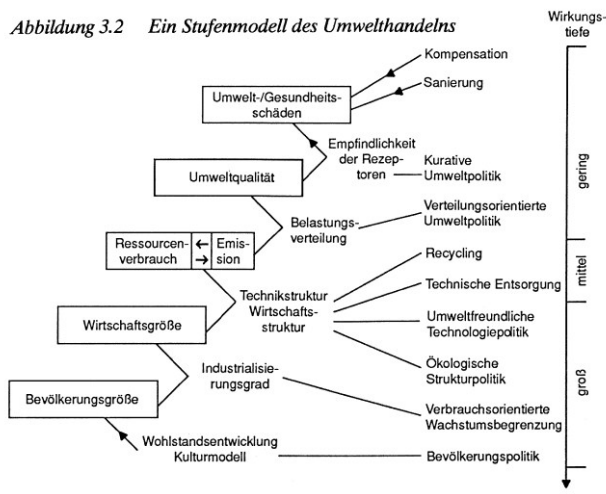 Abbildung 3.2 Ein Stufenmodell des Umwelthandelns
Wirkungs-
tiefe
Kompensation
Sanierung
Umwelt-/Gesundheits-
schäden
Empfindlichkeit
der Rezep-
toren
Kurative
Umweltpolitik
gering
Umweltqualität
Verteilungsorientierte
Umweltpolitik
Belastungs-
verteilung
Ressourcen-
verbrauch
← →
Emis-
sion
Recycling
mittel
Technische Entsorgung
Technikstruktur
Wirtschafts-
struktur
Wirtschaftsgröße
Umweltfreundliche
Technologiepolitik
Ökologische
Strukturpolitik
groß
Industrialisie-
rungsgrad
Bevölkerungsgröße
Verbrauchsorientierte
Wachstumsbegrenzung
Wohlstandsentwicklung
Kulturmodell
Bevölkerungspolitik